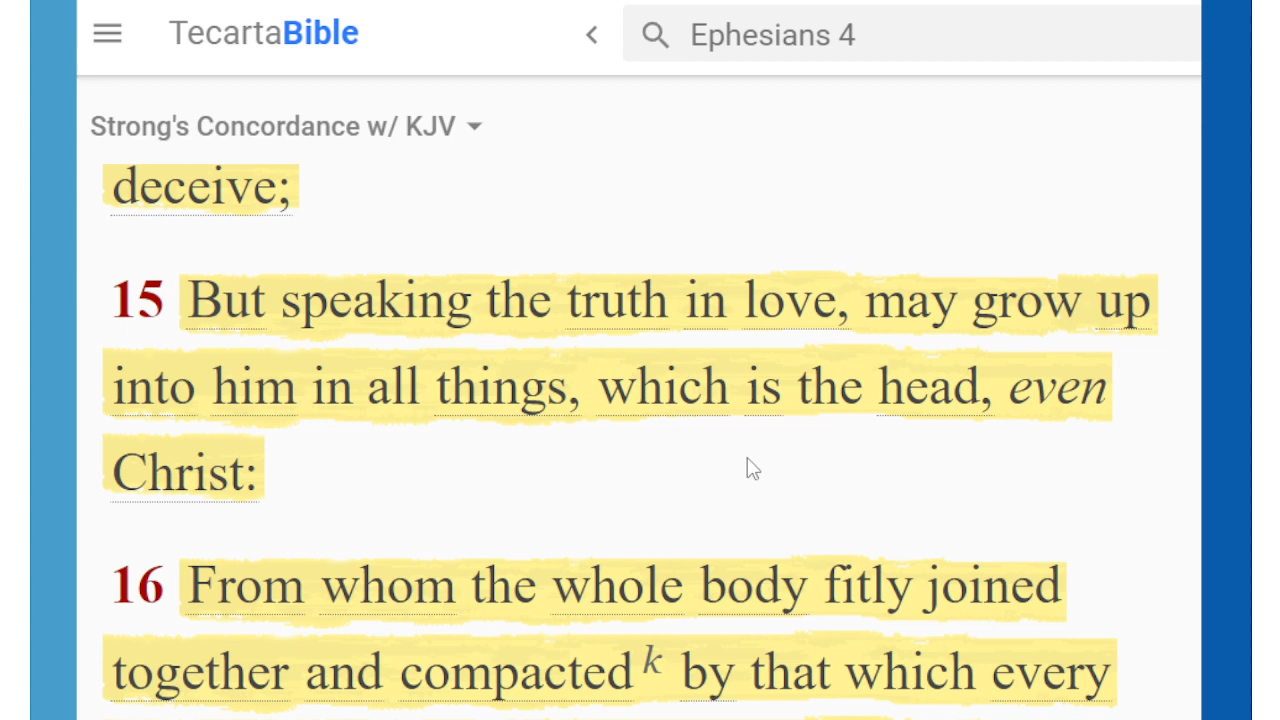 TecartaBible
Ephesians 4
Strong's Concordance w/ KJV
deceive;
15 But speaking the truth in love, may grow up
into him in all things, which is the head, even
Christ:
16 From whom the whole body fitly joined
together and compacted k by that which every